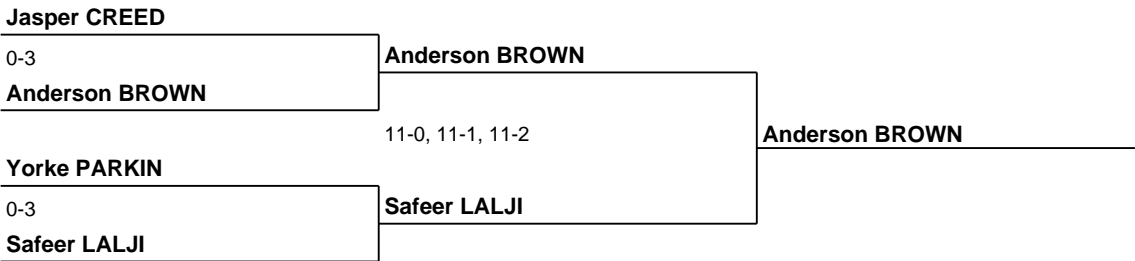 Jasper CREED
0-3
Anderson BROWN
Anderson BROWN
11-0, 11-1, 11-2
Anderson BROWN
Yorke PARKIN
0-3
Safeer LALJI
Safeer LALJI